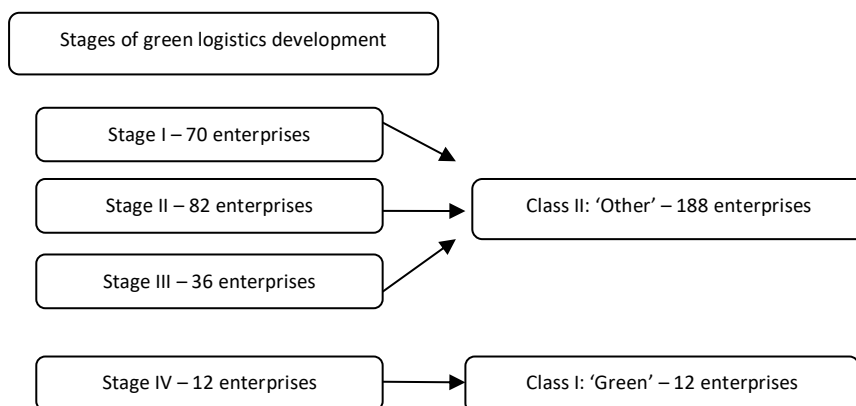 Stages of green logistics development
Stage I – 70 enterprises
Stage II – 82 enterprises
Class II: ‘Other’ – 188 enterprises
Stage III – 36 enterprises
Stage IV – 12 enterprises
Class I: ‘Green’ – 12 enterprises